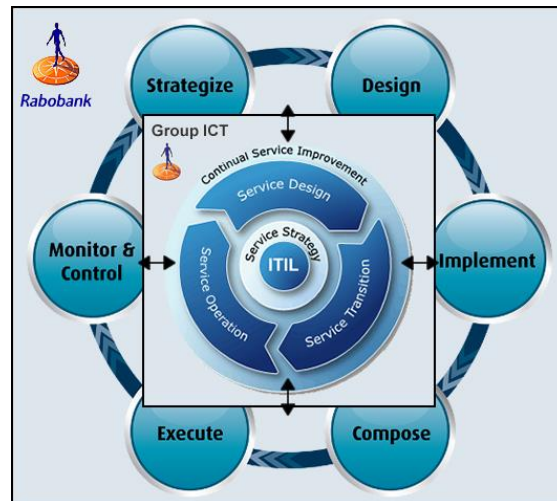 Rabobank
Strategize
Design
Group ICT
Continual Service Improvement
Service Design
Service Strategy
ITIL
Service Operation
Service Transition
Monitor &
Control
Implement
Execute
Compose